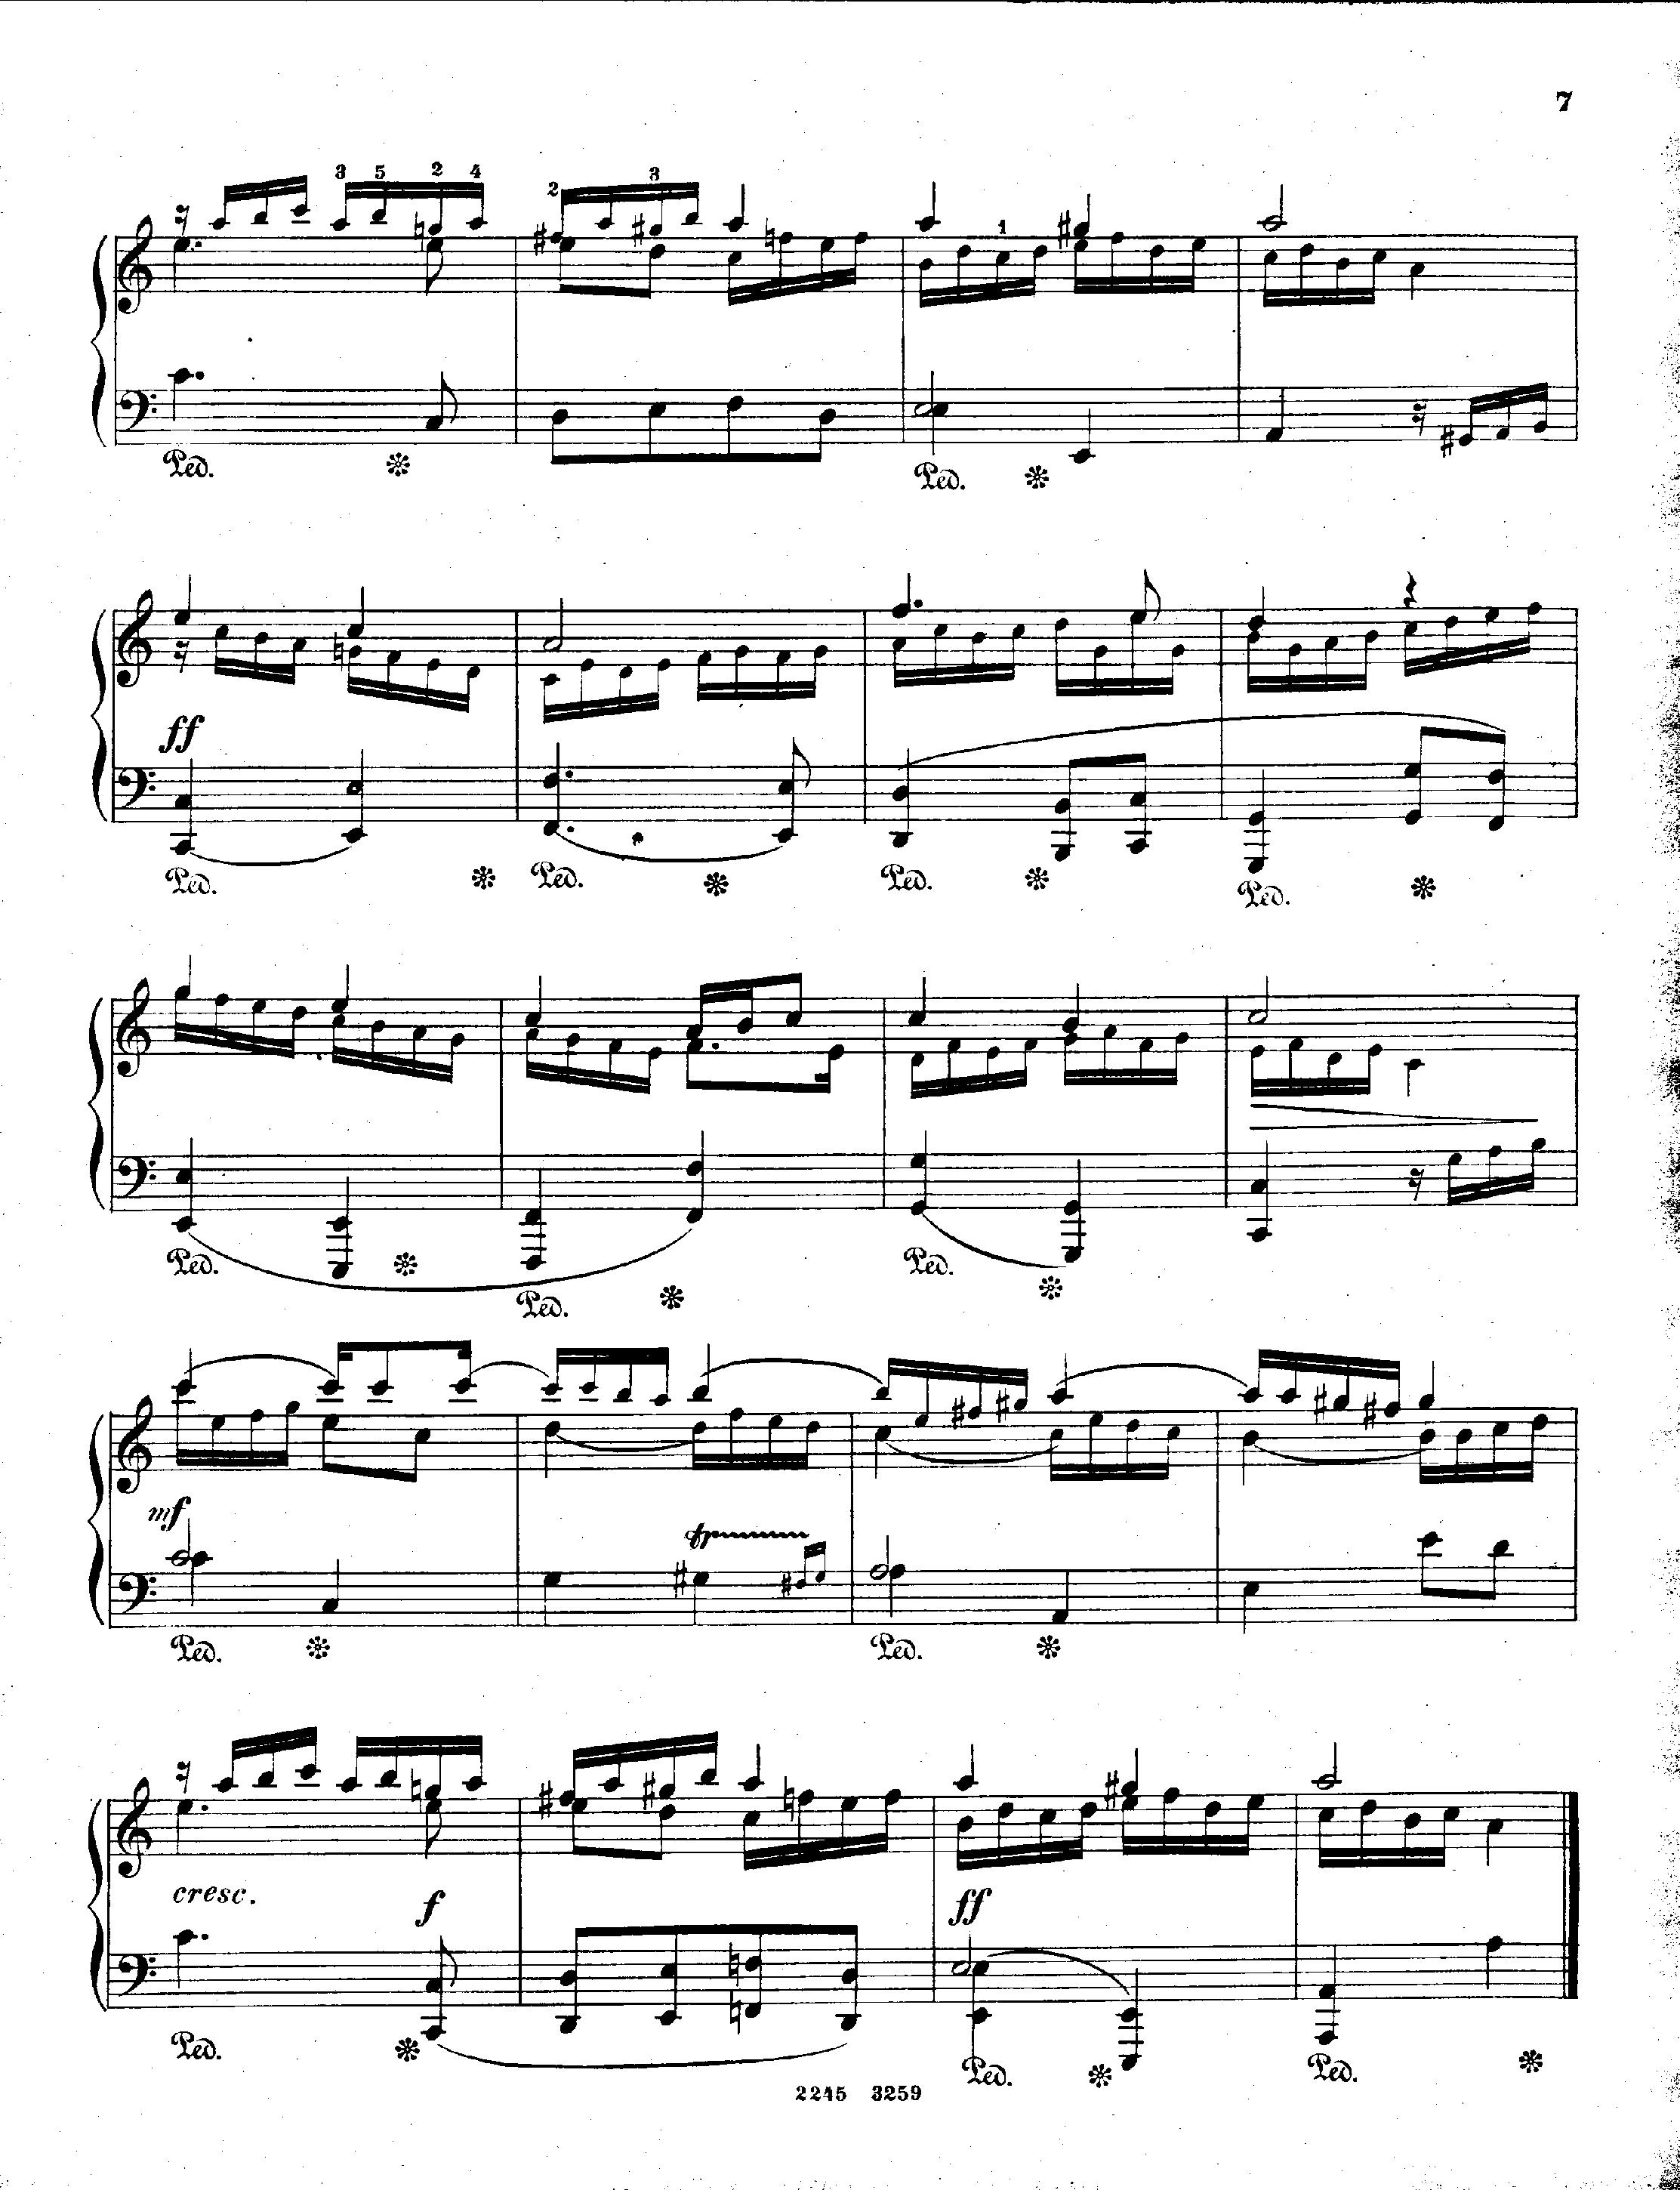 7
3 5 2 4 2 3
1
Ped. Ped.
ff
Ped. Ped. Ped. Ped.
Ped. Ped. Ped.
mf
tr
Ped. Ped.
cresc. f ff
Ped. Ped. Ped.
2245 3259